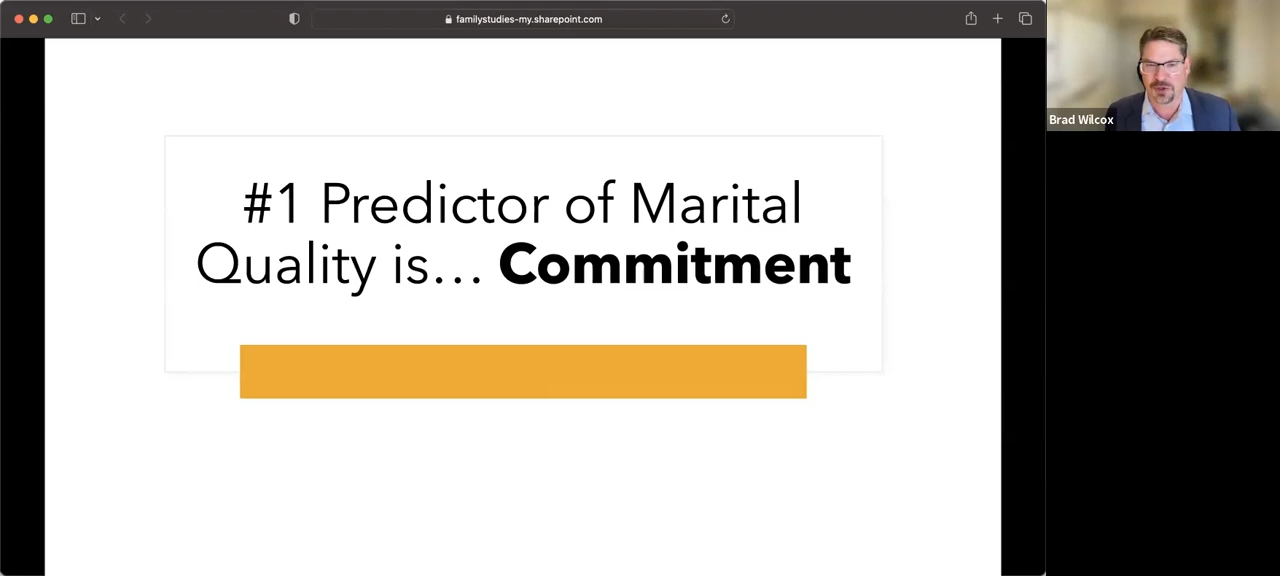 familystudies-my.sharepoint.com
#1 Predictor of Marital
Quality is... Commitment
Brad Wilcox